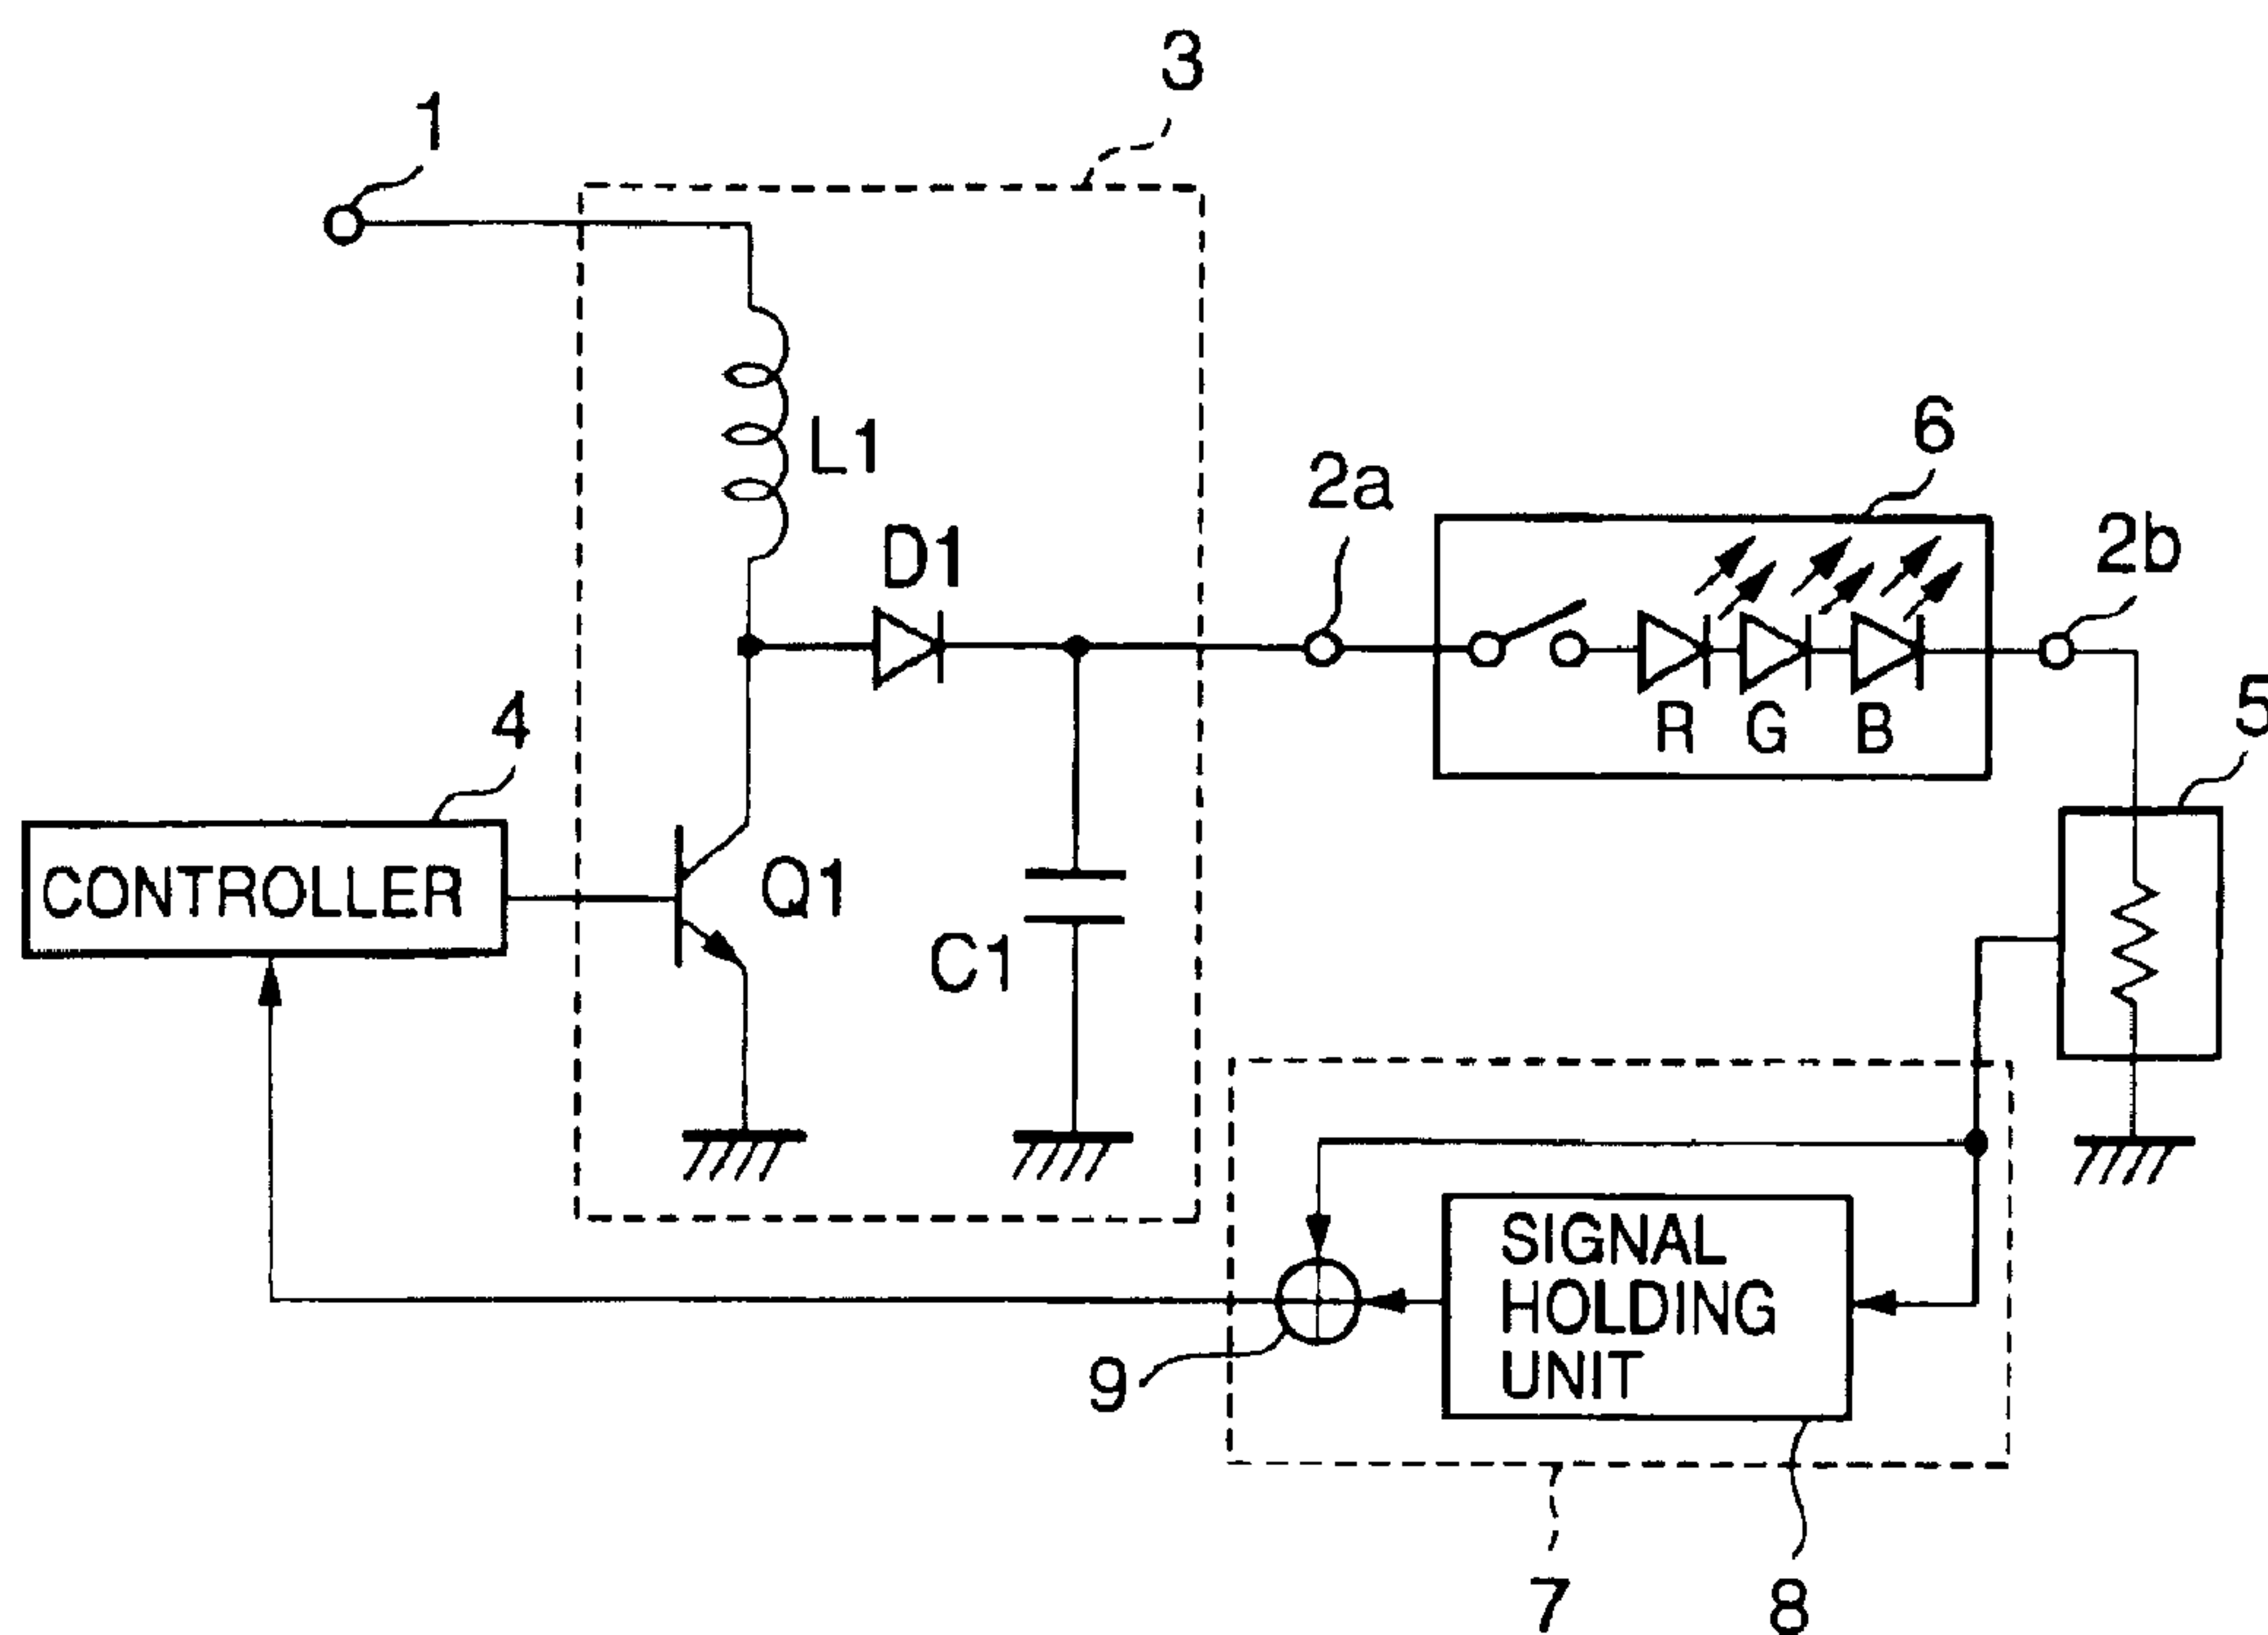 3
1
L1
6
2a
2b
D1
R G B
5
4
CONTROLLER
Q1
C1
SIGNAL
HOLDING
UNIT
9
7
8